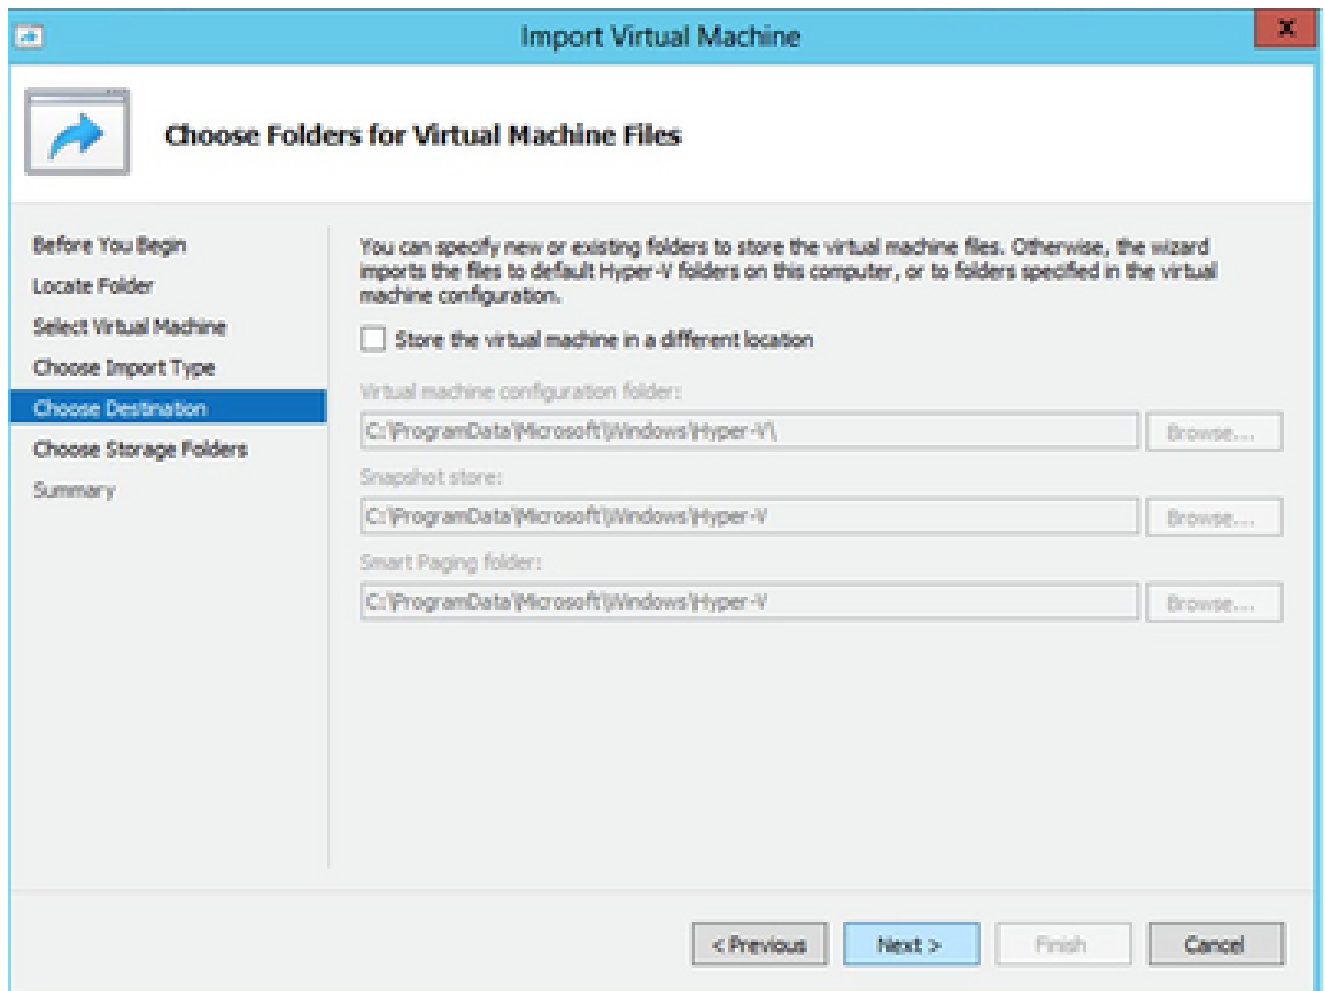 Import Virtual Machine
X
Choose Folders for Virtual Machine Files
Before You Begin
Locate Folder
Select Virtual Machine
Choose Import Type
Choose Destination
Choose Storage Folders
Summary
You can specify new or existing folders to store the virtual machine files. Otherwise, the wizard
imports the files to default Hyper-V folders on this computer, or to folders specified in the virtual
machine configuration.
Store the virtual machine in a different location
Virtual machine configuration folder:
C:\ProgramData\Microsoft\Windows\Hyper-V\
Browse...
Snapshot store:
C:\ProgramData\Microsoft\Windows\Hyper-V
Browse...
Smart Paging folder:
C:\ProgramData\Microsoft\Windows\Hyper-V
Browse...
< Previous
Next >
Finish
Cancel